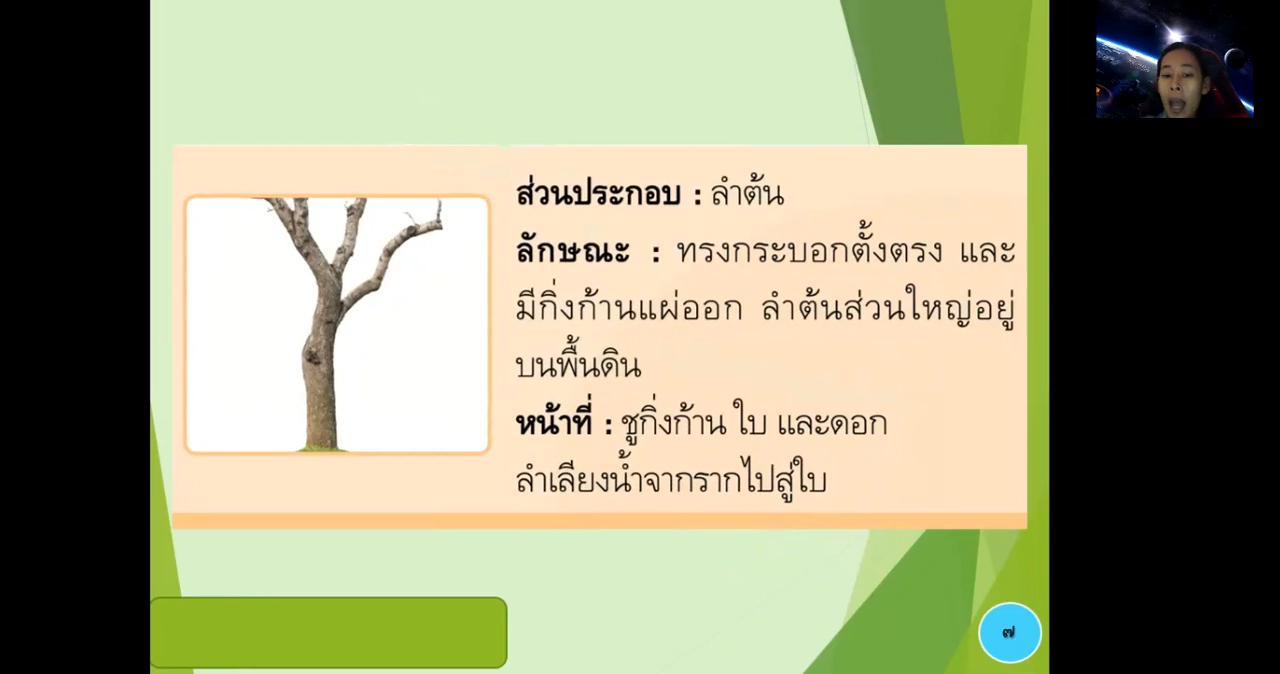 ส่วนประกอบ : ลำต้น
ลักษณะ : ทรงกระบอกตั้งตรง และ
มีกิ่งก้านแผ่ออก ลำต้นส่วนใหญ่อยู่
บนพื้นดิน
หน้าที่ : ชูกิ่งก้าน ใบ และดอก
ลำเลียงน้ำจากรากไปสู่ใบ
๗